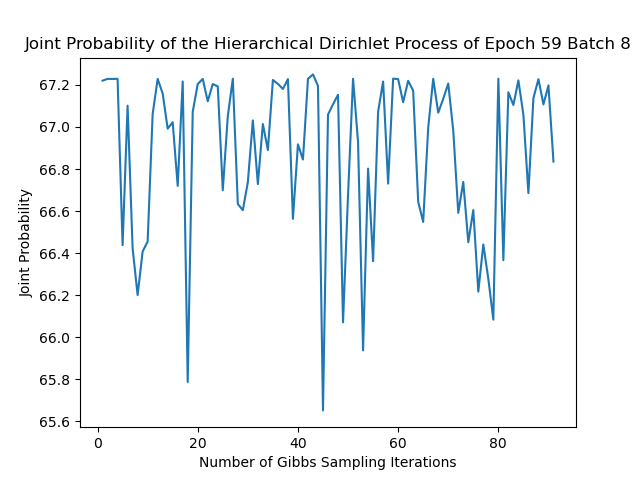 Joint Probability of the Hierarchical Dirichlet Process of Epoch 59 Batch 8
67.2
67.0
66.8
66.6
66.4
66.2
66.0
65.8
65.6
Joint Probability
0 20 40 60 80
Number of Gibbs Sampling Iterations